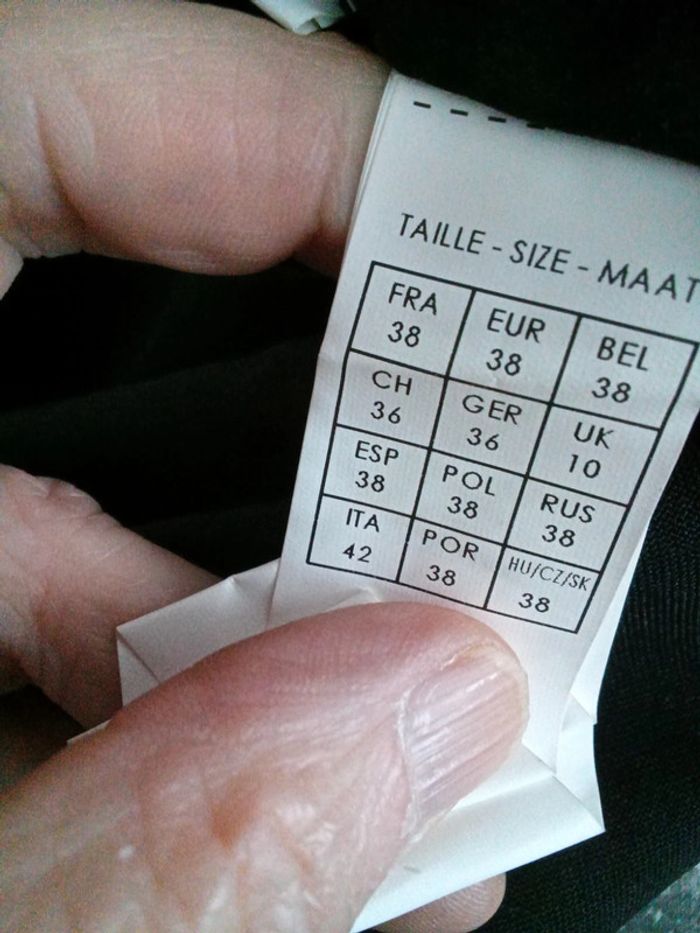 TAILLE - SIZE - MAAT
FRA EUR BEL
38 38 38
CH GER UK
36 36 10
ESP POL RUS
38 38 38
ITA POR HU/CZ/SK
42 38 38